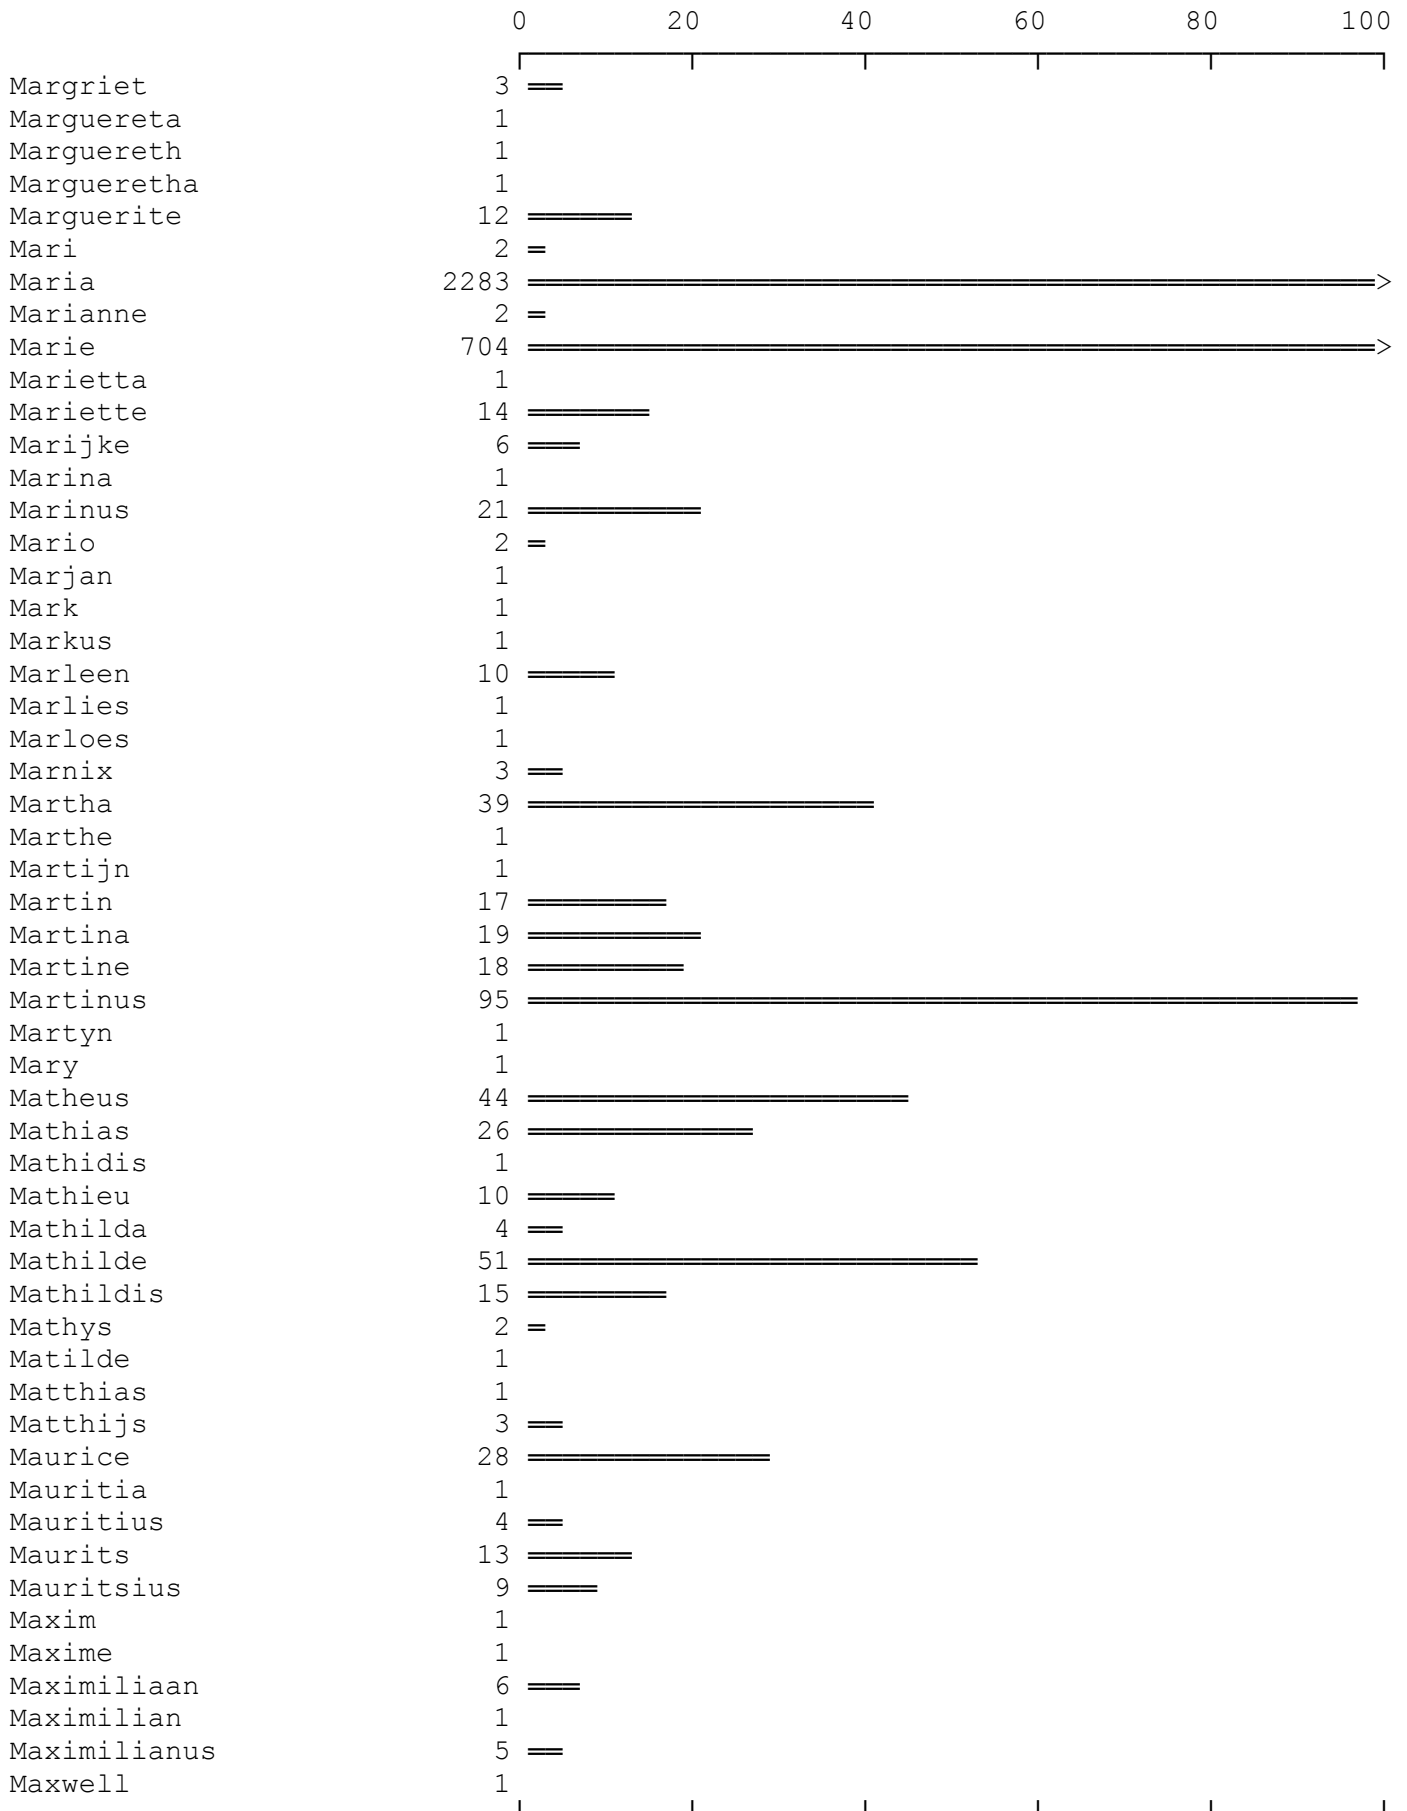 0 20 40 60 80 100
Margriet 3
Marguereta 1
Marguereth 1
Margueretha 1
Marguerite 12
Mari 2
Maria 2283 >
Marianne 2
Marie 704 >
Marietta 1
Mariette 14
Marijke 6
Marina 1
Marinus 21
Mario 2
Marjan 1
Mark 1
Markus 1
Marleen 10
Marlies 1
Marloes 1
Marnix 3
Martha 39
Marthe 1
Martijn 1
Martin 17
Martina 19
Martine 18
Martinus 95
Martyn 1
Mary 1
Matheus 44
Mathias 26
Mathidis 1
Mathieu 10
Mathilda 4
Mathilde 51
Mathildis 15
Mathys 2
Matilde 1
Matthias 1
Matthijs 3
Maurice 28
Mauritia 1
Mauritius 4
Maurits 13
Mauritsius 9
Maxim 1
Maxime 1
Maximiliaan 6
Maximilian 1
Maximilianus 5
Maxwell 1